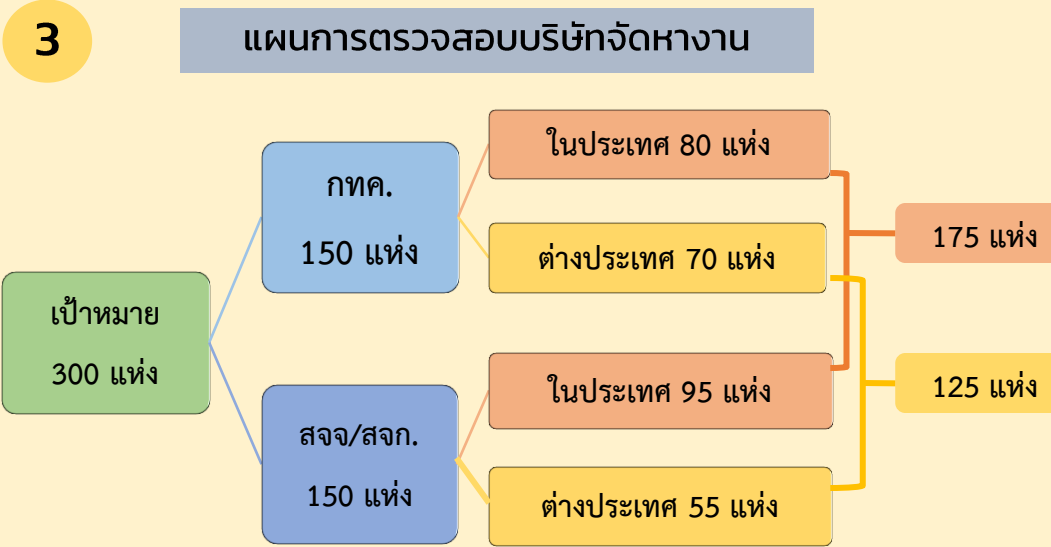 3
แผนการตรวจสอบบริษัทจัดหางาน
เป้าหมาย
300 แห่ง
กทค.
150 แห่ง
ในประเทศ 80 แห่ง
ต่างประเทศ 70 แห่ง
สจจ/สจก.
150 แห่ง
ในประเทศ 95 แห่ง
ต่างประเทศ 55 แห่ง
175 แห่ง
125 แห่ง